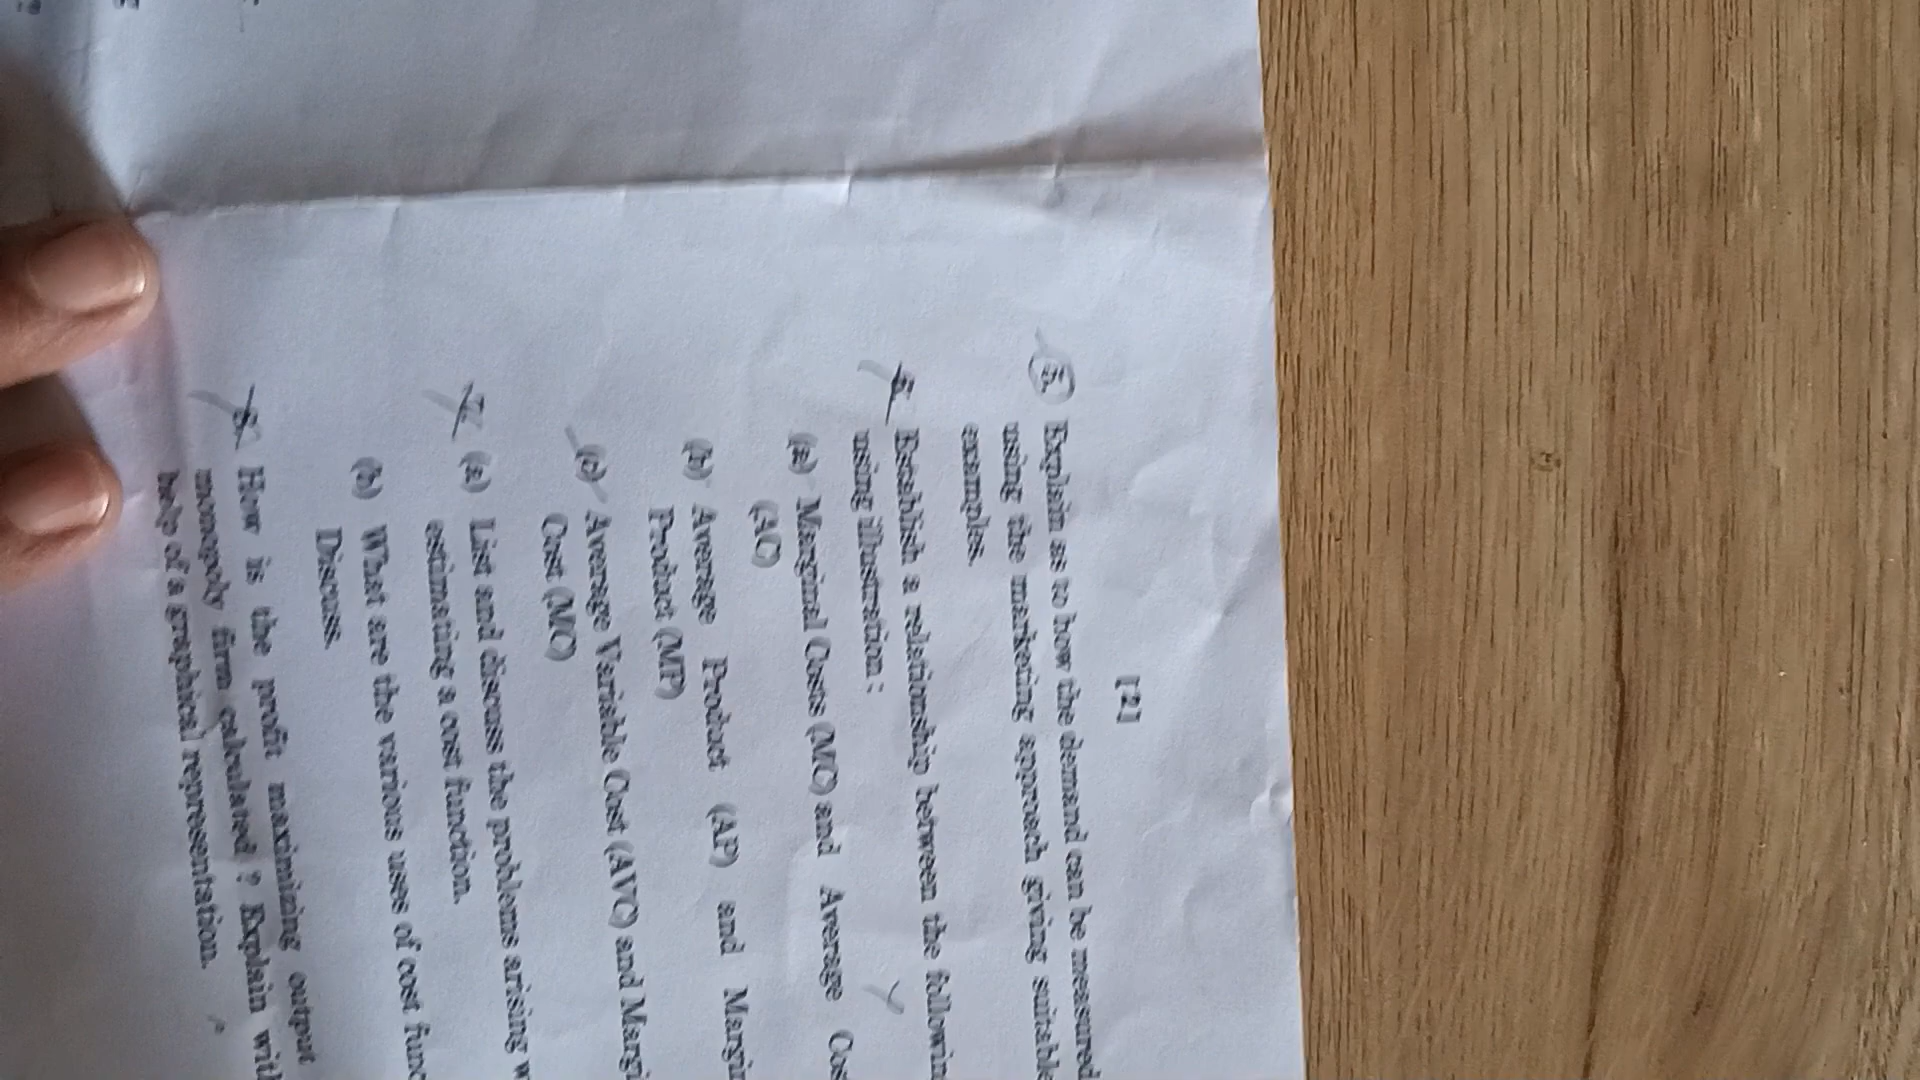 [2]
5. Explain as to how the demand can be measured
using the marketing approach giving suitable
examples.
6. Establish a relationship between the followin
using illustration :
(a) Marginal Costs (MC) and Average Cos
(AC)
(b) Average Product (AP) and Margin
Product (MP)
(c) Average Variable Cost (AVC) and Margi
Cost (MC)
7. (a) List and discuss the problems arising w
estimating a cost function.
(b) What are the various uses of cost func
Discuss.
8. How is the profit maximining output
monopoly firm calculated ? Explain with
help of a graphical representation.